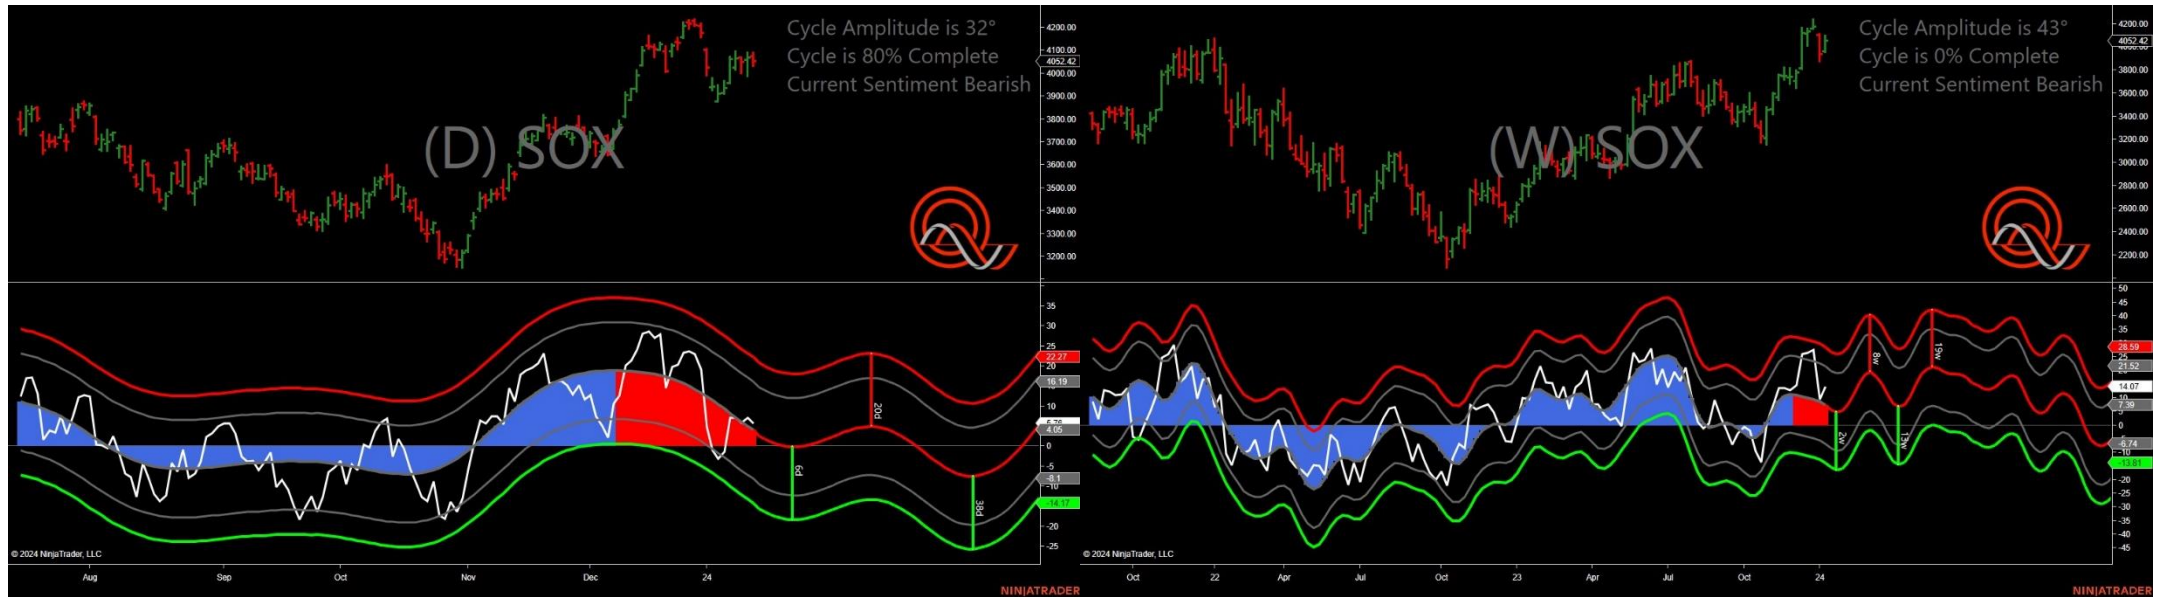 Cycle Amplitude is 32°
Cycle is 80% Complete
Current Sentiment Bearish
(D) SOX
4200.00
4100.00
4052.42
4000.00
3900.00
3800.00
3700.00
3600.00
3500.00
3400.00
3300.00
3200.00
35
30
25
22.27
20
16.19
10
4.05
0
-5
-8.1
-10
-14.17
-20
-25
6d
20d
38d
© 2024 NinjaTrader, LLC
Aug
Sep
Oct
Nov
Dec
24
NINJATRADER
Cycle Amplitude is 43°
Cycle is 0% Complete
Current Sentiment Bearish
(W) SOX
4200.00
4052.42
3800.00
3600.00
3400.00
3200.00
3000.00
2800.00
2600.00
2400.00
2200.00
50
45
40
35
28.59
25
21.52
14.07
10
7.39
5
0
-6.74
-10
-13.81
-20
-25
-30
-35
-40
-45
2w
8w
13w
19w
© 2024 NinjaTrader, LLC
Oct
22
Apr
Jul
Oct
23
Apr
Jul
Oct
24
NINJATRADER